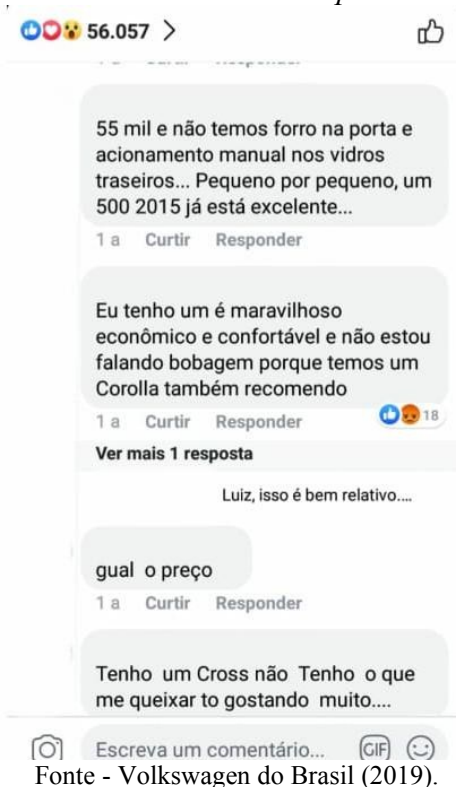 56.057 >
55 mil e não temos forro na porta e
acionamento manual nos vidros
traseiros... Pequeno por pequeno, um
500 2015 já está excelente...
1 a Curtir Responder
Eu tenho um é maravilhoso
econômico e confortável e não estou
falando bobagem porque temos um
Corolla também recomendo
1 a Curtir Responder 18
Ver mais 1 resposta
Luiz, isso é bem relativo....
gual o preço
1 a Curtir Responder
Tenho um Cross não Tenho o que
me queixar to gostando muito....
Escreva um comentário... GIF
Fonte - Volkswagen do Brasil (2019).